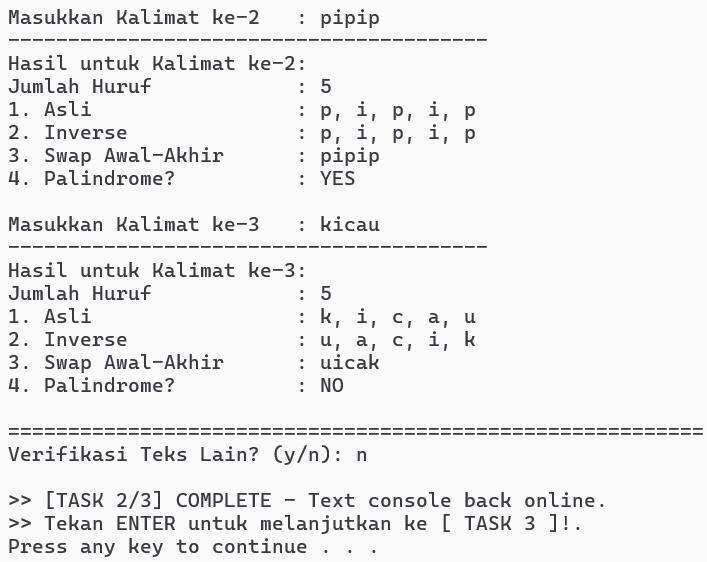 Masukkan Kalimat ke-2   : pipip
----------------------------------------
Hasil untuk Kalimat ke-2:
Jumlah Huruf            : 5
1. Asli                 : p, i, p, i, p
2. Inverse              : p, i, p, i, p
3. Swap Awal-Akhir      : pipip
4. Palindrome?          : YES

Masukkan Kalimat ke-3   : kicau
----------------------------------------
Hasil untuk Kalimat ke-3:
Jumlah Huruf            : 5
1. Asli                 : k, i, c, a, u
2. Inverse              : u, a, c, i, k
3. Swap Awal-Akhir      : uicak
4. Palindrome?          : NO

==========================================================
Verifikasi Teks Lain? (y/n): n

>> [TASK 2/3] COMPLETE - Text console back online.
>> Tekan ENTER untuk melanjutkan ke [ TASK 3 ]!.
Press any key to continue . . .